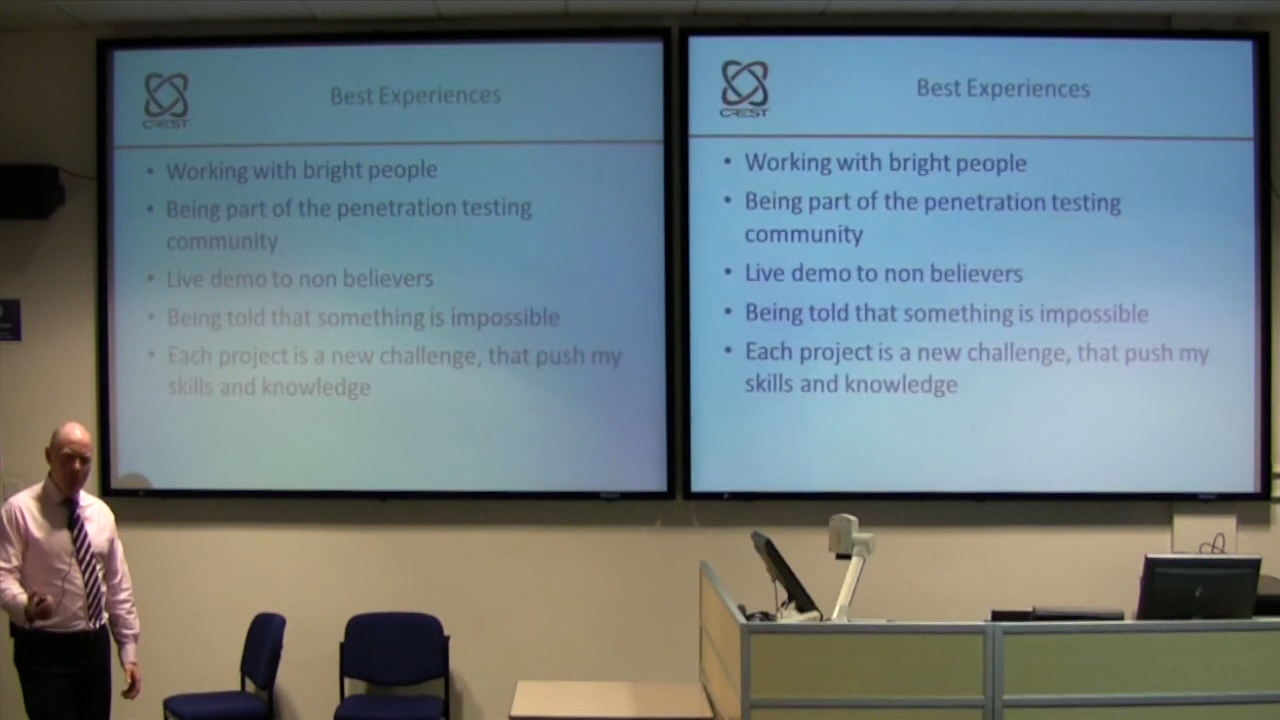 CREST
Best Experiences
• Working with bright people
• Being part of the penetration testing
community
• Live demo to non believers
• Being told that something is impossible
• Each project is a new challenge, that push my
skills and knowledge
CREST
Best Experiences
• Working with bright people
• Being part of the penetration testing
community
• Live demo to non believers
• Being told that something is impossible
• Each project is a new challenge, that push my
skills and knowledge